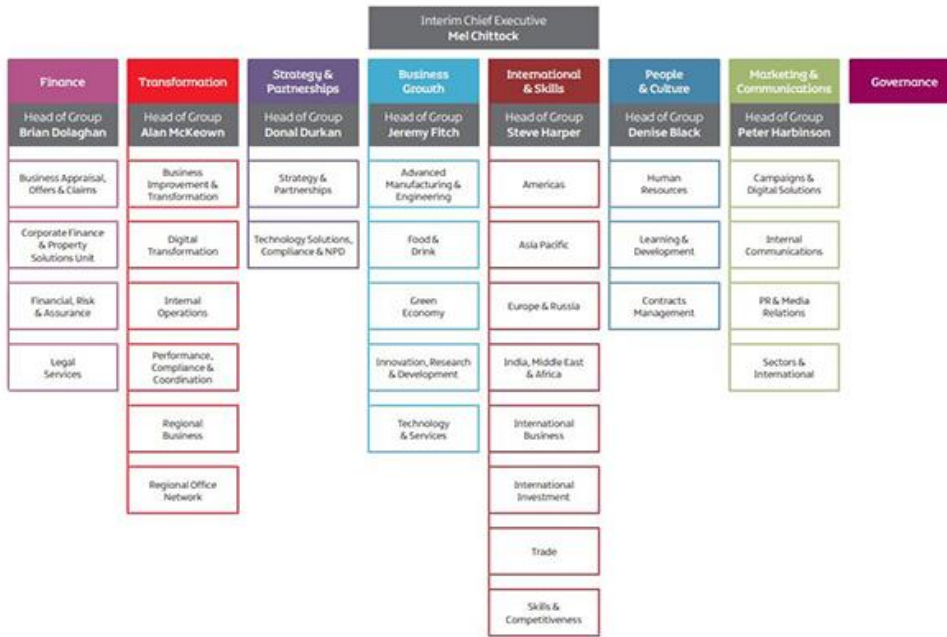 Interim Chief Executive
Mel Chittock
Finance
Head of Group
Brian Dolaghan
Business Appraisal,
Offers & Claims
Corporate Finance
& Property
Solutions Unit
Financial, Risk
& Assurance
Legal
Services
Transformation
Head of Group
Alan McKeown
Business
Improvement &
Transformation
Digital
Transformation
Internal
Operations
Performance,
Compliance &
Coordination
Regional
Business
Regional Office
Network
Strategy &
Partnerships
Head of Group
Donal Durkan
Strategy &
Partnerships
Technology Solutions,
Compliance & NPD
Business
Growth
Head of Group
Jeremy Fitch
Advanced
Manufacturing &
Engineering
Food &
Drink
Green
Economy
Innovation, Research
& Development
Technology
& Services
International
& Skills
Head of Group
Steve Harper
Americas
Asia Pacific
Europe & Russia
India, Middle East
& Africa
International
Business
International
Investment
Trade
Skills &
Competitiveness
People
& Culture
Head of Group
Denise Black
Human
Resources
Learning &
Development
Contracts
Management
Marketing &
Communications
Head of Group
Peter Harbinson
Campaigns &
Digital Solutions
Internal
Communications
PR & Media
Relations
Sectors &
International
Governance